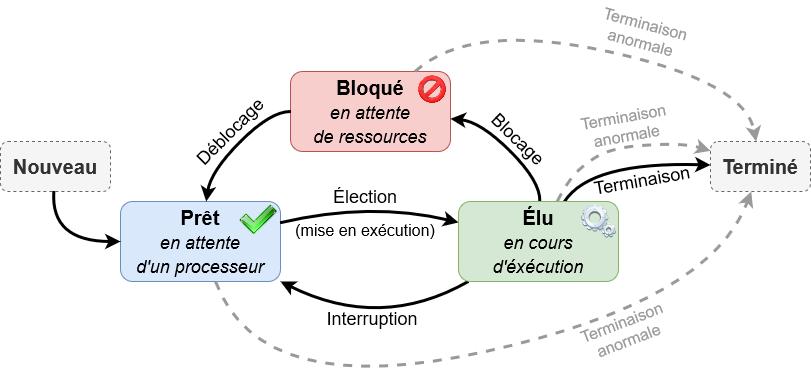 Terminaison
anormale
Bloqué
en attente
de ressources
Déblocage
Blocage
Terminaison
anormale
Nouveau
Terminaison
Terminé
Prêt
en attente
d'un processeur
Élection
(mise en exécution)
Élu
en cours
d'éxécution
Interruption
Terminaison
anormale